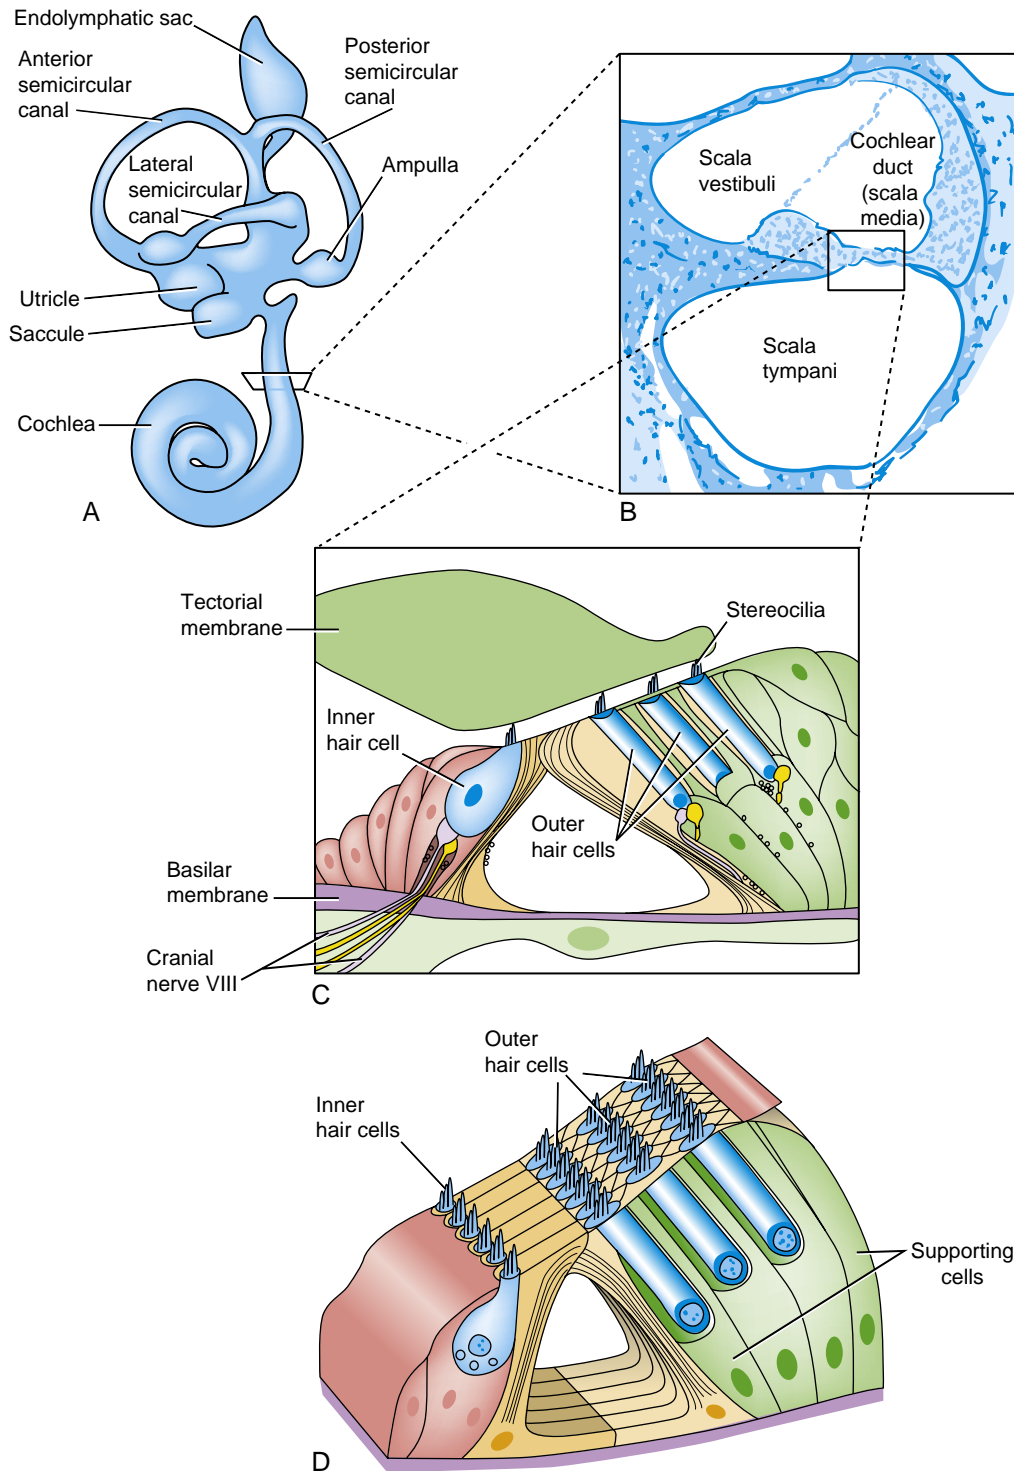 Endolymphatic sac
Anterior
semicircular
canal
Posterior
semicircular
canal
Lateral
semicircular
canal
Ampulla
Utricle
Saccule
Cochlea
A
Scala
vestibuli
Cochlear
duct
(scala
media)
Scala
tympani
B
Tectorial
membrane
Stereocilia
Inner
hair cell
Outer
hair cells
Basilar
membrane
Cranial
nerve VIII
C
Outer
hair cells
Inner
hair cells
Supporting
cells
D